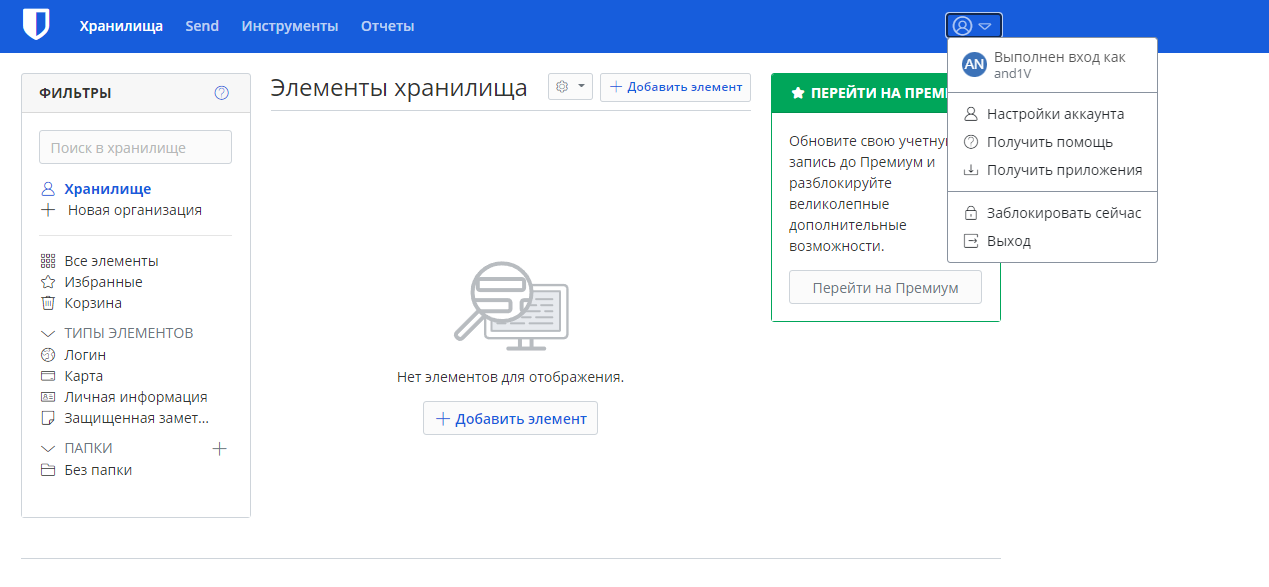 Хранилища Send Инструменты Отчеты
AN Выполнен вход как
and1V
Настройки аккаунта
Получить помощь
Получить приложения
Заблокировать сейчас
Выход
ФИЛЬТРЫ
Поиск в хранилище
Хранилище
Новая организация
Все элементы
Избранные
Корзина
ТИПЫ ЭЛЕМЕНТОВ
Логин
Карта
Личная информация
Защищенная замет...
ПАПКИ
Без папки
Элементы хранилища
Добавить элемент
Нет элементов для отображения.
Добавить элемент
ПЕРЕЙТИ НА ПРЕМ
Обновите свою учетну
запись до Премиум и
разблокируйте
великолепные
дополнительные
возможности.
Перейти на Премиум